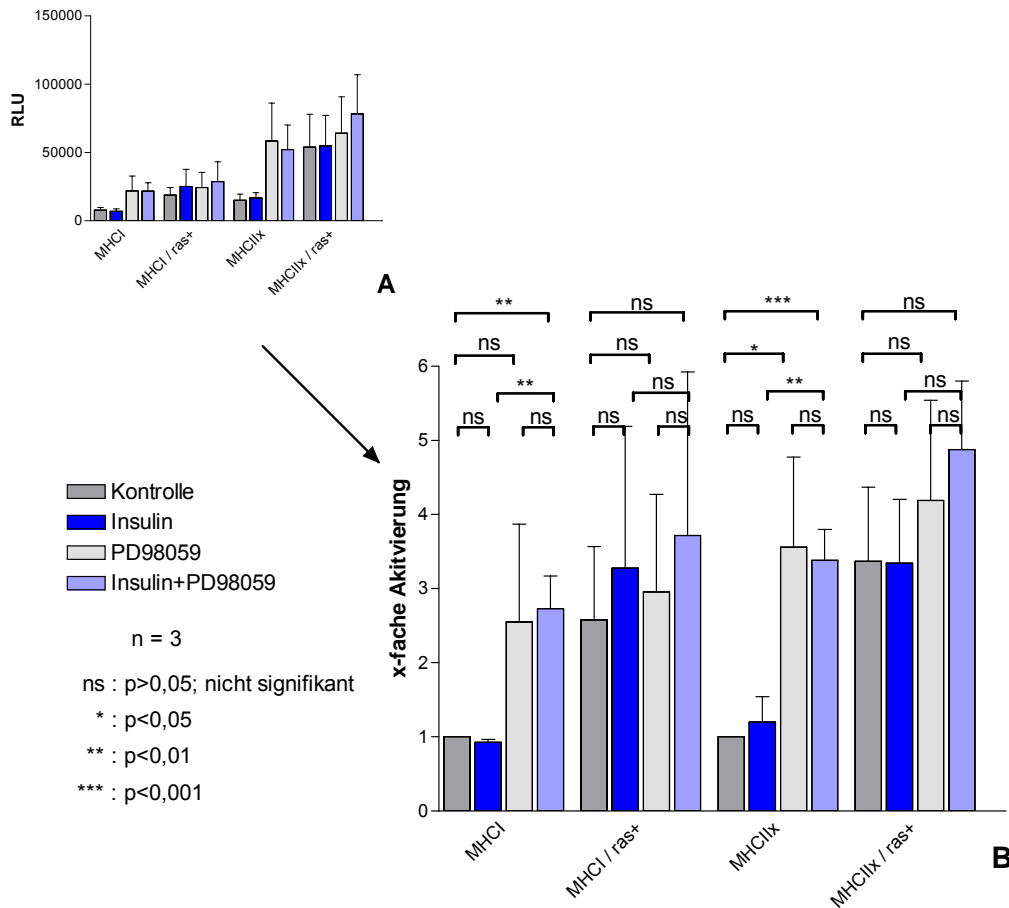 150000
100000
50000
0
RLU
MHCI
MHCI / ras+
MHCIIx
MHCIIx / ras+
A
** ns *** ns
ns ns * ns
** ns ** ns
ns ns ns ns ns ns ns ns
6
5
4
3
2
1
0
x-fache Akitvierung
Kontrolle
Insulin
PD98059
Insulin+PD98059
n = 3
ns : p>0,05; nicht signifikant
* : p<0,05
** : p<0,01
*** : p<0,001
MHCI
MHCI / ras+
MHCIIx
MHCIIx / ras+
B